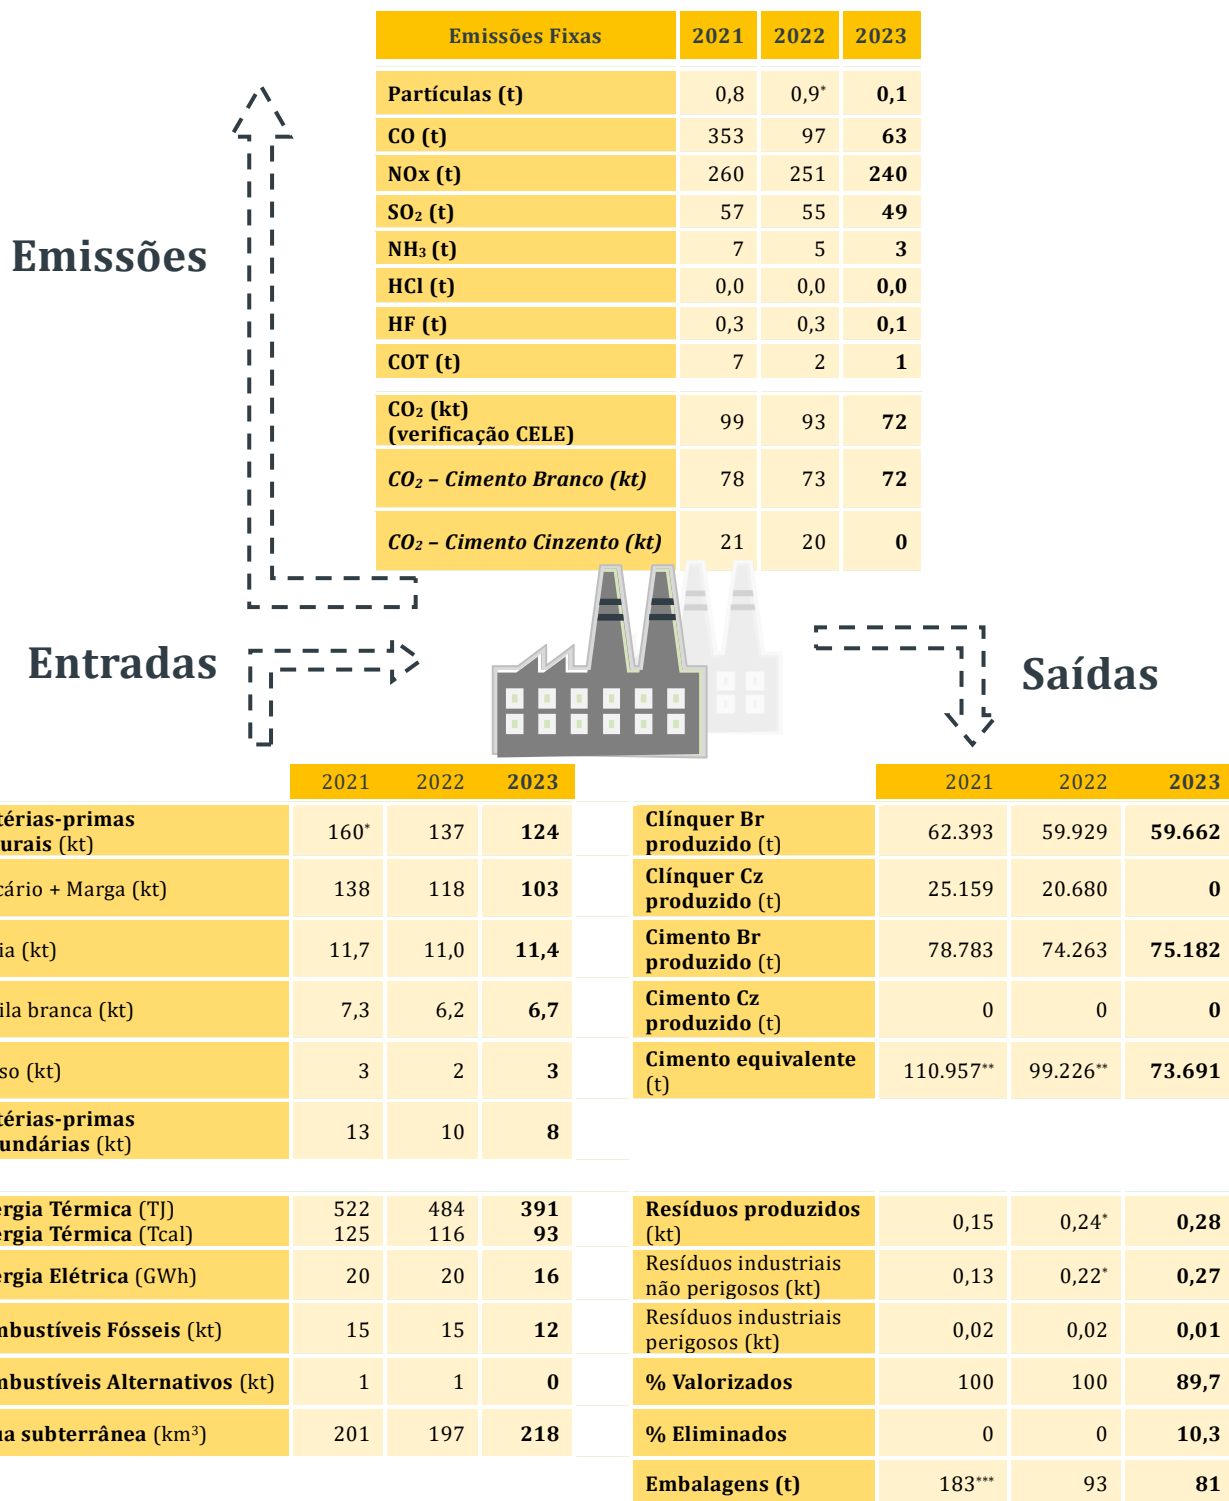 Emissões Fixas 2021 2022 2023
Partículas (t) 0,8 0,9* 0,1
CO (t) 353 97 63
NOx (t) 260 251 240
SO₂ (t) 57 55 49
NH₃ (t) 7 5 3
HCl (t) 0,0 0,0 0,0
HF (t) 0,3 0,3 0,1
COT (t) 7 2 1
CO₂ (kt)
(verificação CELE) 99 93 72
CO₂ – Cimento Branco (kt) 78 73 72
CO₂ – Cimento Cinzento (kt) 21 20 0
Emissões
Entradas
Saídas
2021 2022 2023
térias-primas
urais (kt) 160* 137 124
cário + Marga (kt) 138 118 103
ia (kt) 11,7 11,0 11,4
ila branca (kt) 7,3 6,2 6,7
so (kt) 3 2 3
térias-primas
undárias (kt) 13 10 8
ergia Térmica (TJ) 522 484 391
ergia Térmica (Tcal) 125 116 93
ergia Elétrica (GWh) 20 20 16
mbustíveis Fósseis (kt) 15 15 12
mbustíveis Alternativos (kt) 1 1 0
ua subterrânea (km³) 201 197 218
2021 2022 2023
Clínquer Br
produzido (t) 62.393 59.929 59.662
Clínquer Cz
produzido (t) 25.159 20.680 0
Cimento Br
produzido (t) 78.783 74.263 75.182
Cimento Cz
produzido (t) 0 0 0
Cimento equivalente
(t) 110.957** 99.226** 73.691
Resíduos produzidos
(kt) 0,15 0,24* 0,28
Resíduos industriais
não perigosos (kt) 0,13 0,22* 0,27
Resíduos industriais
perigosos (kt) 0,02 0,02 0,01
% Valorizados 100 100 89,7
% Eliminados 0 0 10,3
Embalagens (t) 183*** 93 81